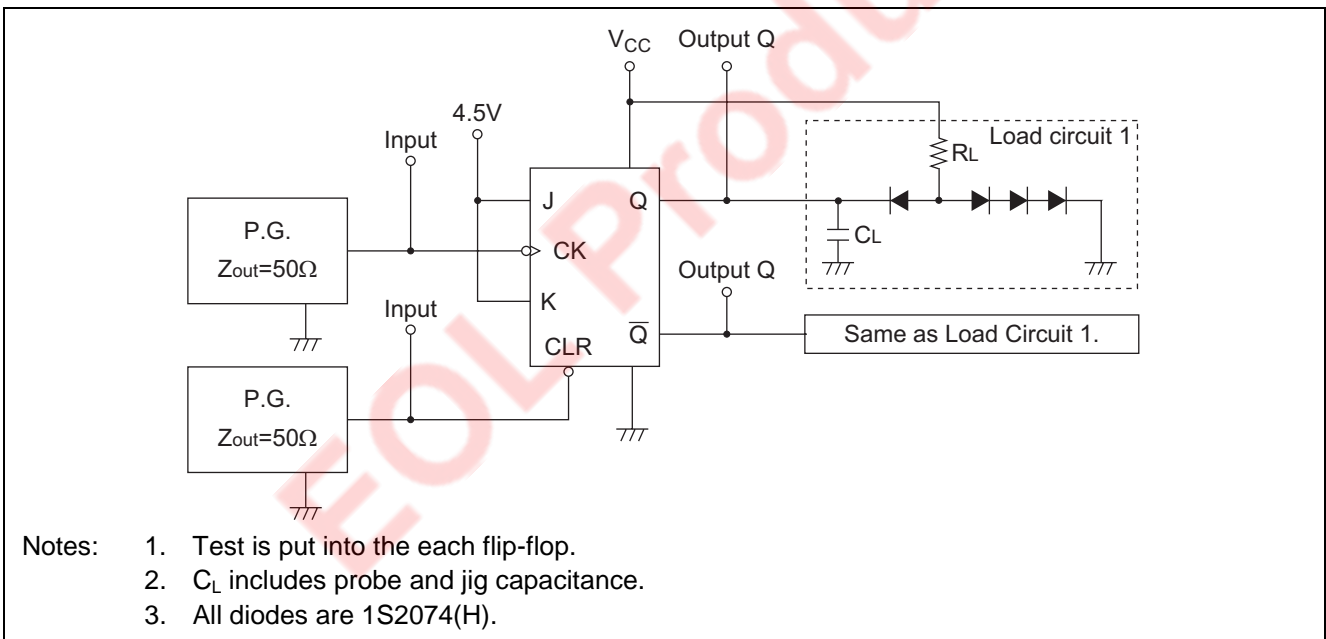 VCC Output Q
4.5V
Input
Load circuit 1
RL
J Q
P.G.
Zout=50Ω
CK
CL
Output Q
Input
K
Q
CLR
Same as Load Circuit 1.
P.G.
Zout=50Ω
EOL Produ
Notes: 1. Test is put into the each flip-flop.
2. CL includes probe and jig capacitance.
3. All diodes are 1S2074(H).